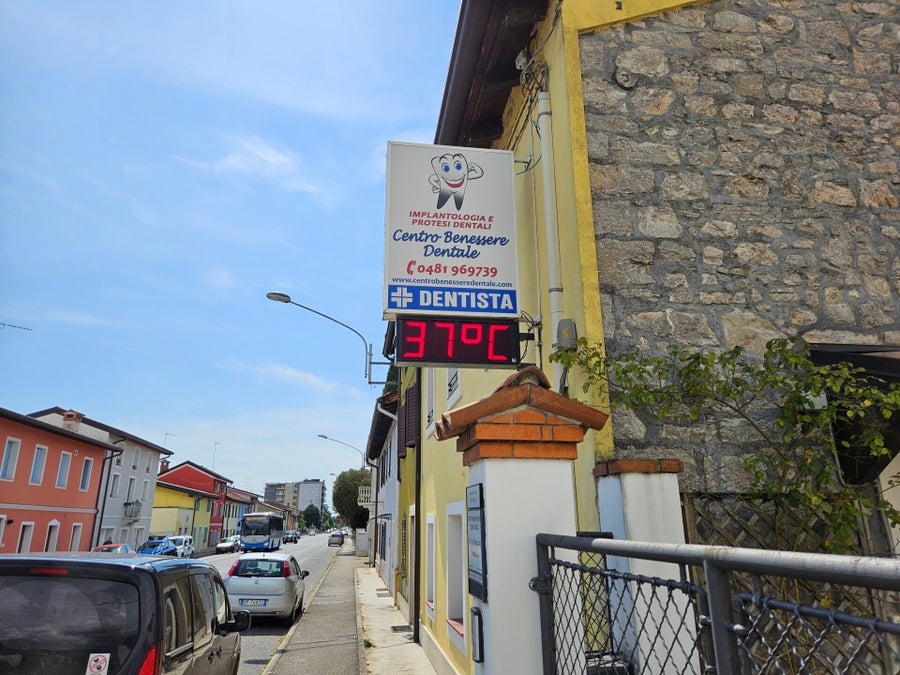 IMPLANTOLOGIA E
PROTESI DENTALI
Centro Benessere
Dentale
0481 969739
www.centrobenesseredentale.com
DENTISTA
37°C